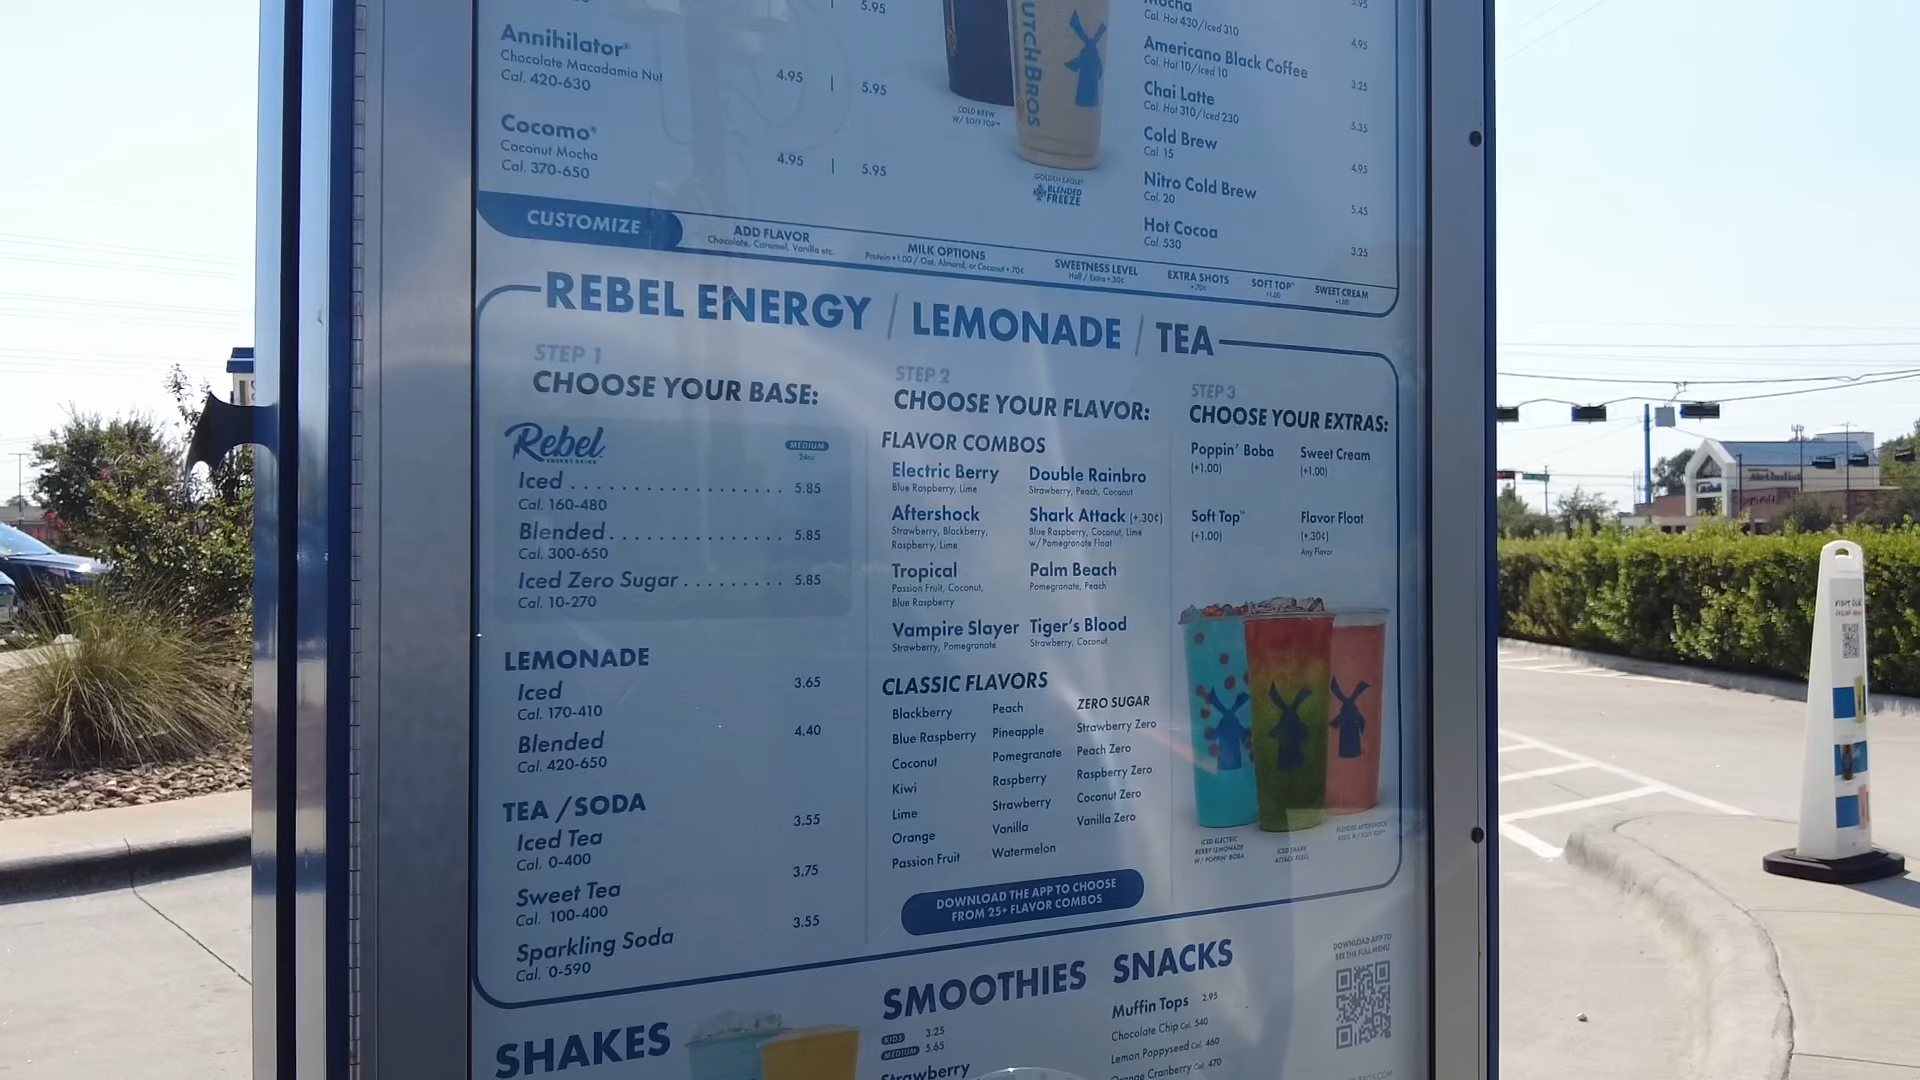 5.95
Annihilator®
Chocolate Macadamia Nut
Cal. 420-630
4.95 | 5.95
Cocomo®
Coconut Mocha
Cal. 370-650
4.95 | 5.95
DUTCH BROS
COLD BREW
W/ SOFT TOP™
GOLDEN EAGLE®
BLENDED
FREEZE
Mocha
Cal. Hot 430/Iced 310
4.95
Americano Black Coffee
Cal. Hot 10/Iced 10
3.25
Chai Latte
Cal. Hot 310/Iced 230
5.35
Cold Brew
Cal. 15
4.95
Nitro Cold Brew
Cal. 20
5.45
Hot Cocoa
Cal. 530
3.25
CUSTOMIZE
ADD FLAVOR
Chocolate, Caramel, Vanilla etc.
MILK OPTIONS
Protein +1.00 / Oat, Almond, or Coconut +.70¢
SWEETNESS LEVEL
Half / Extra +.30¢
EXTRA SHOTS
+.70¢
SOFT TOP™
+1.00
SWEET CREAM
+1.00
REBEL ENERGY / LEMONADE / TEA
STEP 1
CHOOSE YOUR BASE:
Rebel
ENERGY DRINK
MEDIUM
24oz
Iced 5.85
Cal. 160-480
Blended 5.85
Cal. 300-650
Iced Zero Sugar 5.85
Cal. 10-270
LEMONADE
Iced 3.65
Cal. 170-410
Blended 4.40
Cal. 420-650
TEA / SODA
Iced Tea 3.55
Cal. 0-400
Sweet Tea 3.75
Cal. 100-400
Sparkling Soda 3.55
Cal. 0-590
STEP 2
CHOOSE YOUR FLAVOR:
FLAVOR COMBOS
Electric Berry
Blue Raspberry, Lime
Aftershock
Strawberry, Blackberry,
Raspberry, Lime
Tropical
Passion Fruit, Coconut,
Blue Raspberry
Vampire Slayer
Strawberry, Pomegranate
Double Rainbro
Strawberry, Peach, Coconut
Shark Attack (+.30¢)
Blue Raspberry, Coconut, Lime
w/Pomegranate Float
Palm Beach
Pomegranate, Peach
Tiger's Blood
Strawberry, Coconut
CLASSIC FLAVORS
Blackberry
Blue Raspberry
Coconut
Kiwi
Lime
Orange
Passion Fruit
Peach
Pineapple
Pomegranate
Raspberry
Strawberry
Vanilla
Watermelon
ZERO SUGAR
Strawberry Zero
Peach Zero
Raspberry Zero
Coconut Zero
Vanilla Zero
DOWNLOAD THE APP TO CHOOSE
FROM 25+ FLAVOR COMBOS
STEP 3
CHOOSE YOUR EXTRAS:
Poppin' Boba
(+1.00)
Sweet Cream
(+1.00)
Soft Top™
(+1.00)
Flavor Float
(+.30¢)
Any Flavor
ICED ELECTRIC
BERRY LEMONADE
W/ POPPIN' BOBA
ICED SHARK
ATTACK REBEL
BLENDED AFTERSHOCK
REBEL W/ SOFT TOP™
SHAKES
SMOOTHIES
KIDS 3.25
MEDIUM 5.65
Strawberry
SNACKS
Muffin Tops 2.95
Chocolate Chip Cal. 540
Lemon Poppyseed Cal. 460
Orange Cranberry Cal. 470
DOWNLOAD APP TO
SEE THE FULL MENU